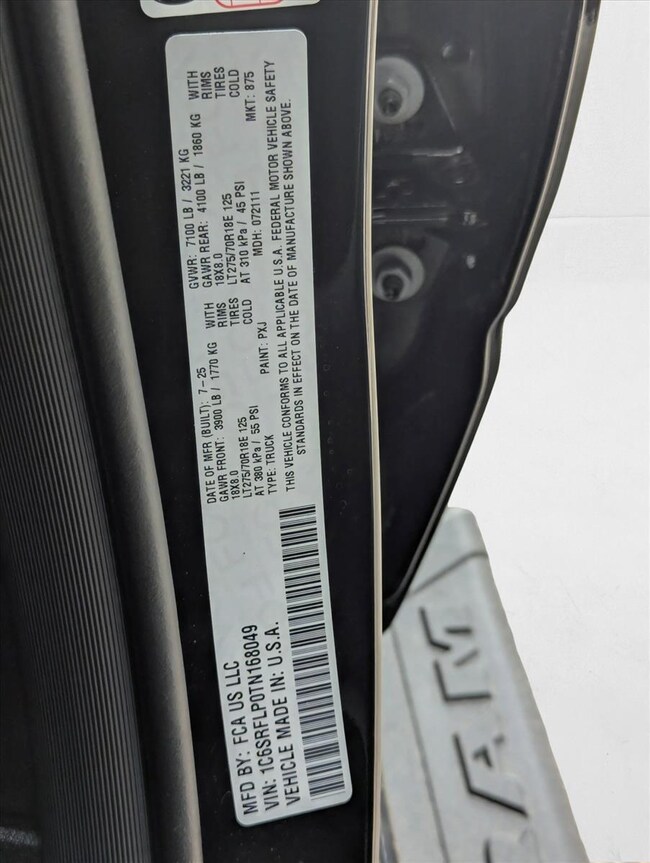 MFD BY: FCA US LLC
VIN: 1C6SRFLP0TN168049
VEHICLE MADE IN: U.S.A.
DATE OF MFR (BUILT): 7-25
GVWR: 7100 LB / 3221 KG
GAWR FRONT: 3900 LB / 1770 KG WITH
GAWR REAR: 4100 LB / 1860 KG WITH
18X8.0 RIMS
18X8.0 RIMS
LT275/70R18E 125 TIRES
LT275/70R18E 125 TIRES
AT 380 kPa / 55 PSI COLD
AT 310 kPa / 45 PSI COLD
TYPE: TRUCK PAINT: PXJ MDH: 072111 MKT: 875
THIS VEHICLE CONFORMS TO ALL APPLICABLE U.S.A. FEDERAL MOTOR VEHICLE SAFETY
STANDARDS IN EFFECT ON THE DATE OF MANUFACTURE SHOWN ABOVE.
RAM